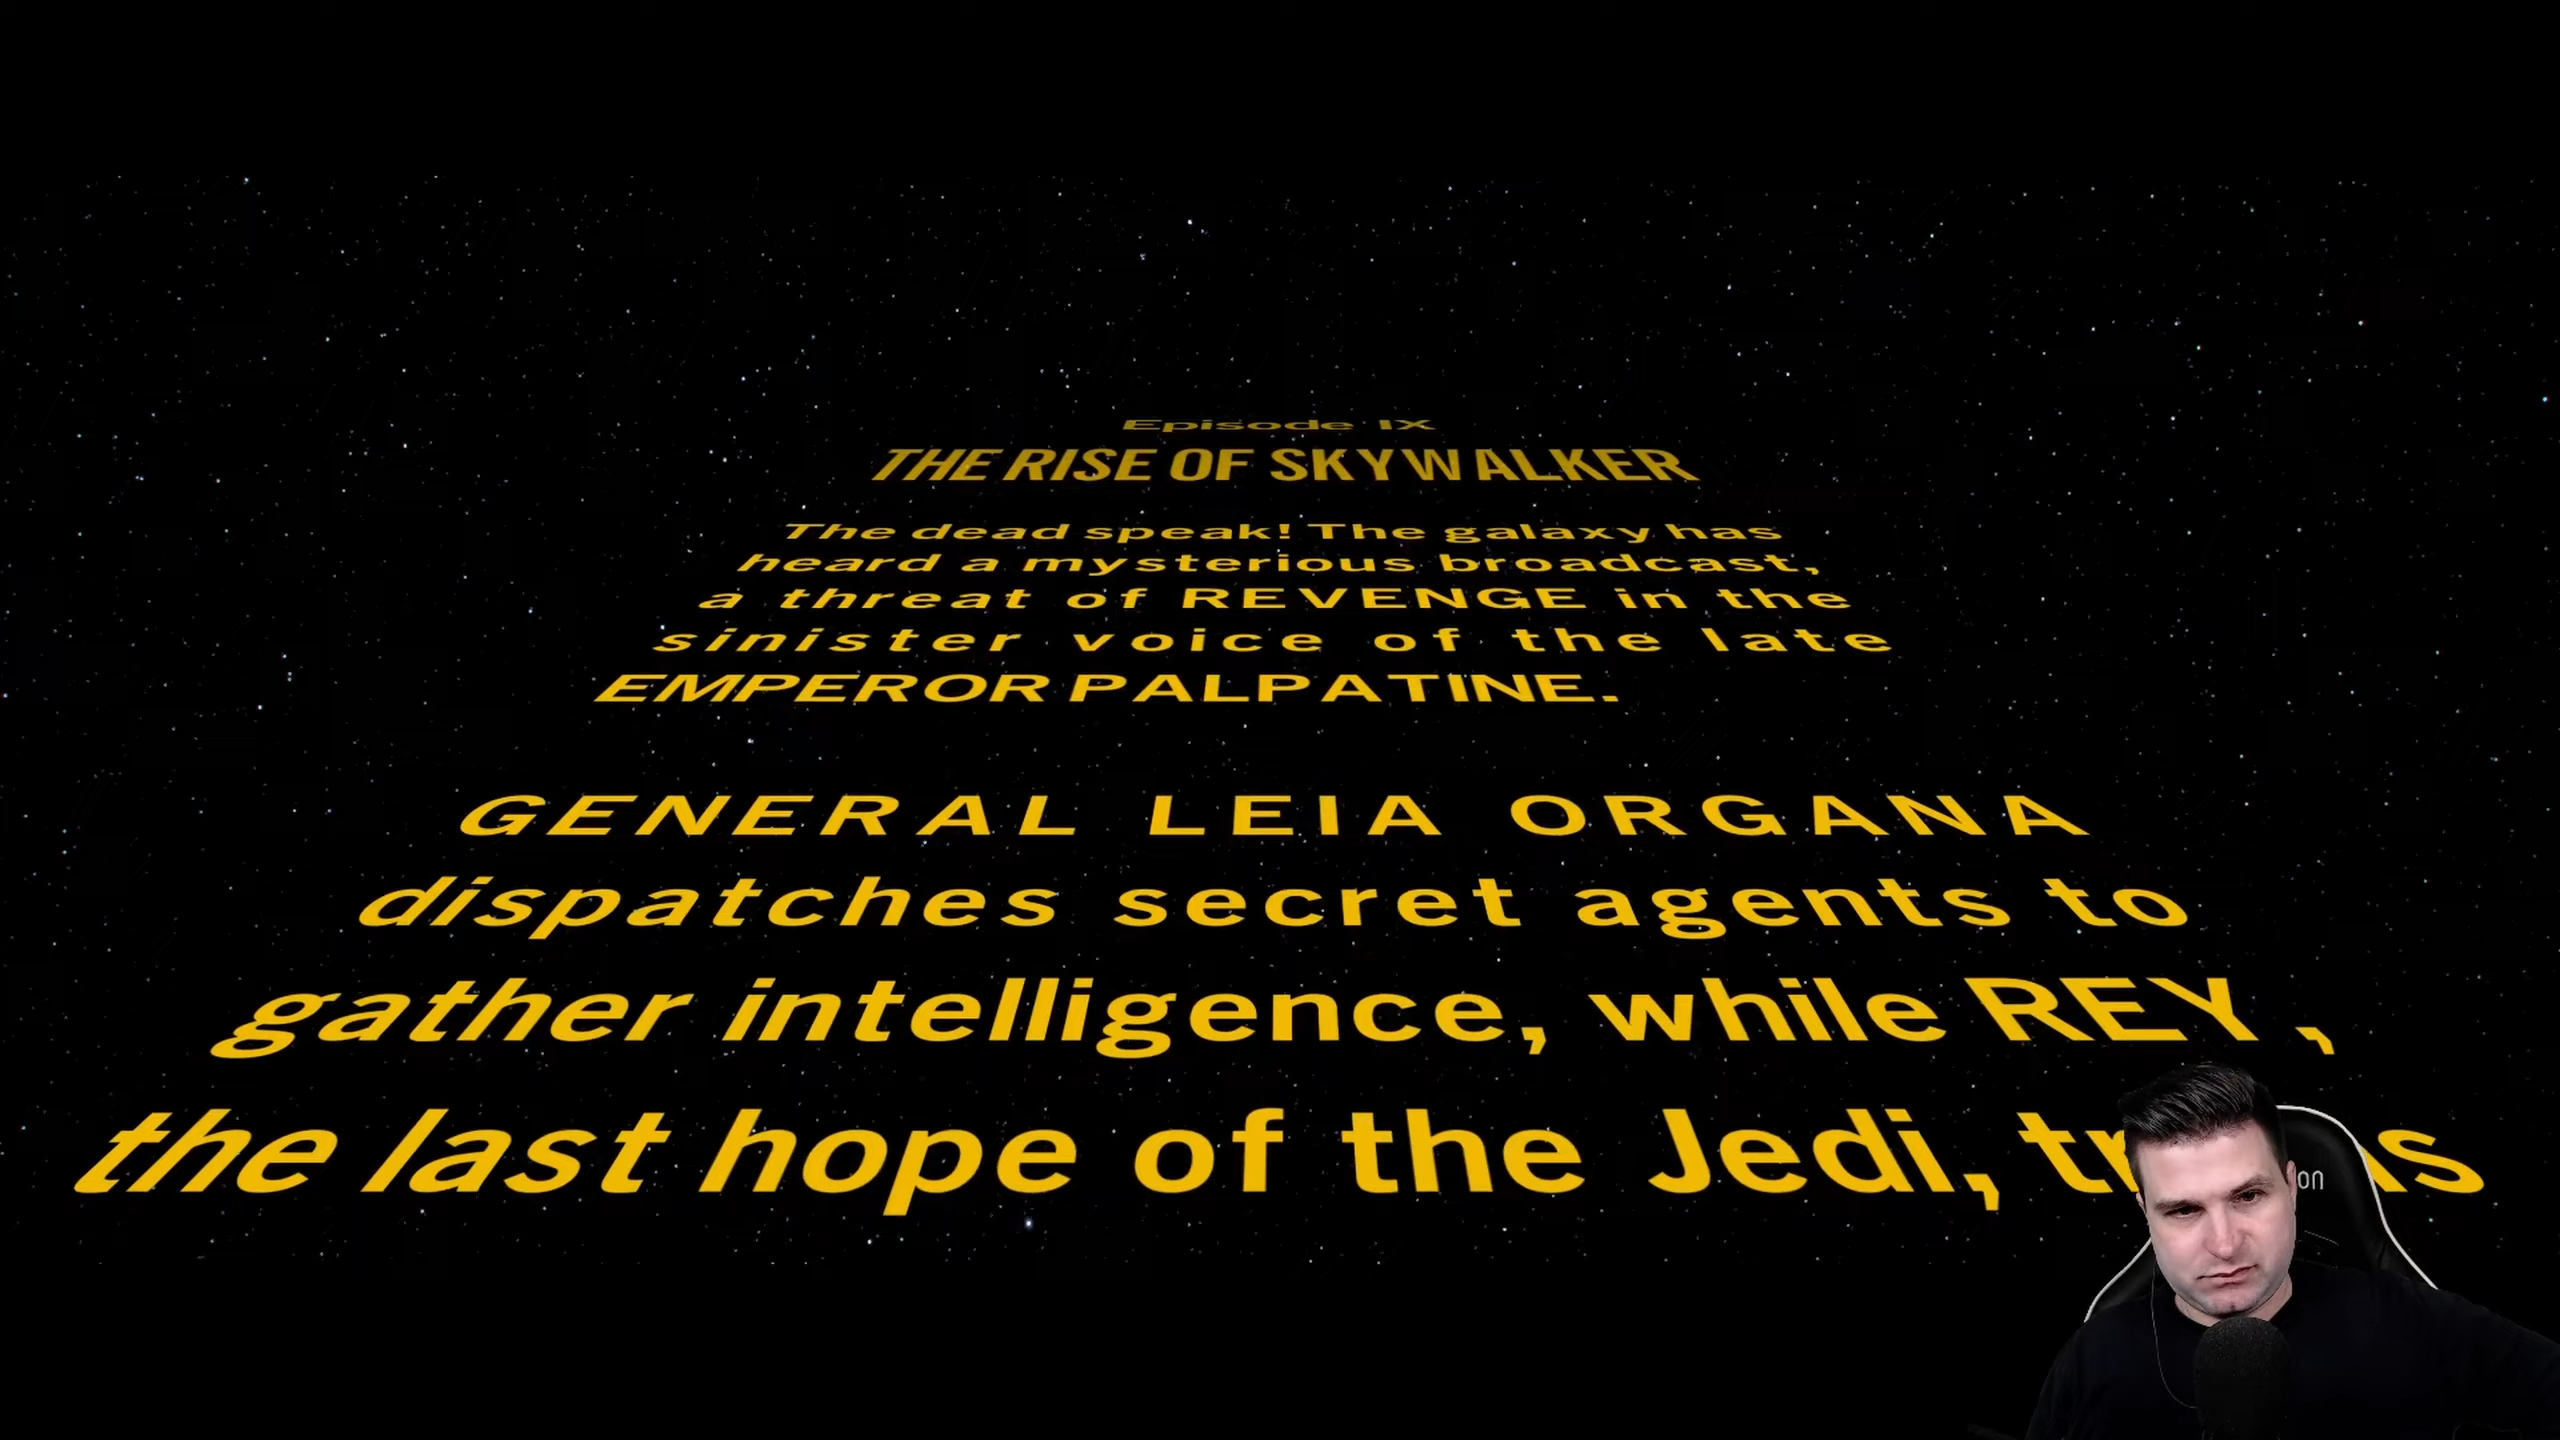 Episode IX
THE RISE OF SKYWALKER
The dead speak! The galaxy has
heard a mysterious broadcast,
a threat of REVENGE in the
sinister voice of the late
EMPEROR PALPATINE.
GENERAL LEIA ORGANA
dispatches secret agents to
gather intelligence, while REY,
the last hope of the Jedi,